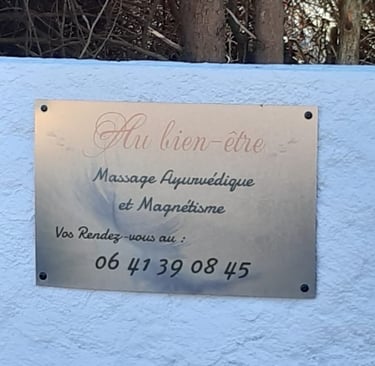 Au bien-être
Massage Ayurvédique
et Magnétisme
Vos Rendez-vous au :
06 41 39 08 45